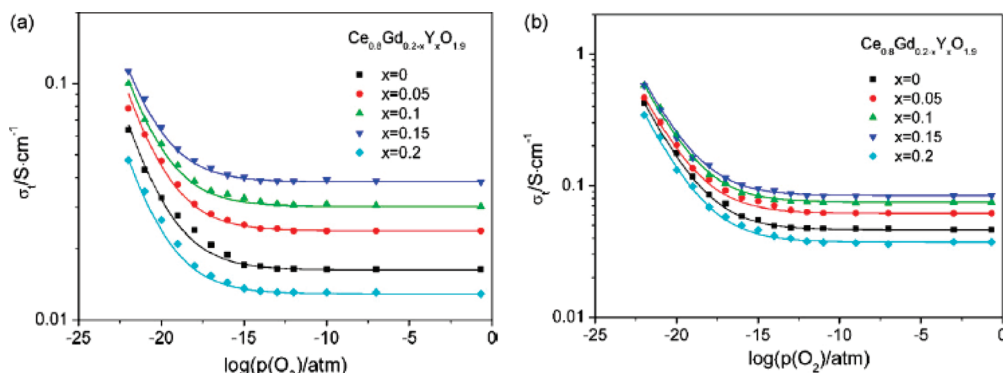 (a)
Ce₀.₈Gd₀.₂₋ₓYₓO₁.₉
x=0
x=0.05
x=0.1
x=0.15
x=0.2
0.1
0.01
σt/S·cm⁻¹
-25 -20 -15 -10 -5 0
log(p(O₂)/atm)
(b)
Ce₀.₈Gd₀.₂₋ₓYₓO₁.₉
x=0
x=0.05
x=0.1
x=0.15
x=0.2
1
0.1
0.01
σt/S·cm⁻¹
-25 -20 -15 -10 -5 0
log(p(O₂)/atm)